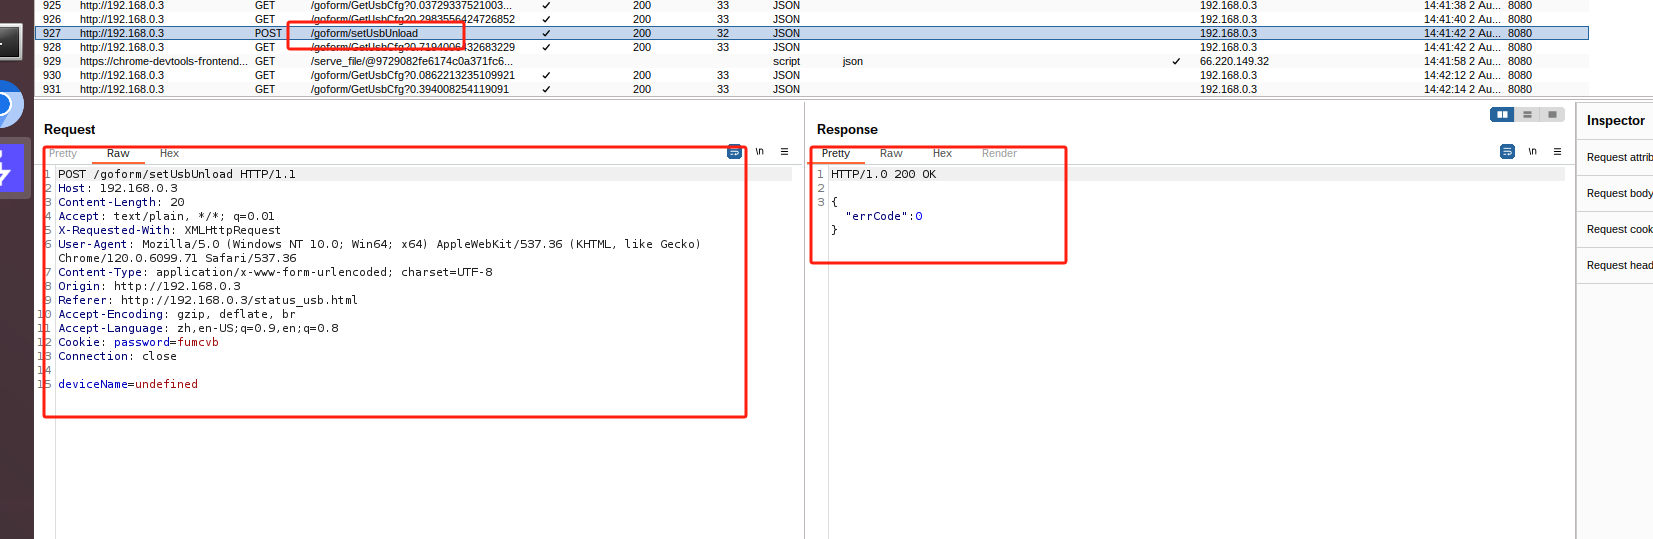 925 http://192.168.0.3 GET /goform/GetUsbCfg?0.03729337521003... ✓ 200 33 JSON 192.168.0.3 14:41:38 2 Au... 8080
926 http://192.168.0.3 GET /goform/GetUsbCfg?0.2983556424726852 ✓ 200 33 JSON 192.168.0.3 14:41:40 2 Au... 8080
927 http://192.168.0.3 POST /goform/setUsbUnload ✓ 200 32 JSON 192.168.0.3 14:41:42 2 Au... 8080
928 http://192.168.0.3 GET /goform/GetUsbCfg?0.7194006432683229 ✓ 200 33 JSON 192.168.0.3 14:41:42 2 Au... 8080
929 https://chrome-devtools-frontend... GET /serve_file/@9729082fe6174c0a371fc6... script json ✓ 66.220.149.32 14:41:58 2 Au... 8080
930 http://192.168.0.3 GET /goform/GetUsbCfg?0.0862213235109921 ✓ 200 33 JSON 192.168.0.3 14:42:12 2 Au... 8080
931 http://192.168.0.3 GET /goform/GetUsbCfg?0.394008254119091 ✓ 200 33 JSON 192.168.0.3 14:42:14 2 Au... 8080
Request
Pretty Raw Hex
\n
1 POST /goform/setUsbUnload HTTP/1.1
2 Host: 192.168.0.3
3 Content-Length: 20
4 Accept: text/plain, */*; q=0.01
5 X-Requested-With: XMLHttpRequest
6 User-Agent: Mozilla/5.0 (Windows NT 10.0; Win64; x64) AppleWebKit/537.36 (KHTML, like Gecko)
Chrome/120.0.6099.71 Safari/537.36
7 Content-Type: application/x-www-form-urlencoded; charset=UTF-8
8 Origin: http://192.168.0.3
9 Referer: http://192.168.0.3/status_usb.html
10 Accept-Encoding: gzip, deflate, br
11 Accept-Language: zh,en-US;q=0.9,en;q=0.8
12 Cookie: password=fumcvb
13 Connection: close
14
15 deviceName=undefined
Response
Pretty Raw Hex Render
\n
1 HTTP/1.0 200 OK
2
3 {
"errCode":0
}
Inspector
Request attrib
Request body
Request cook
Request head